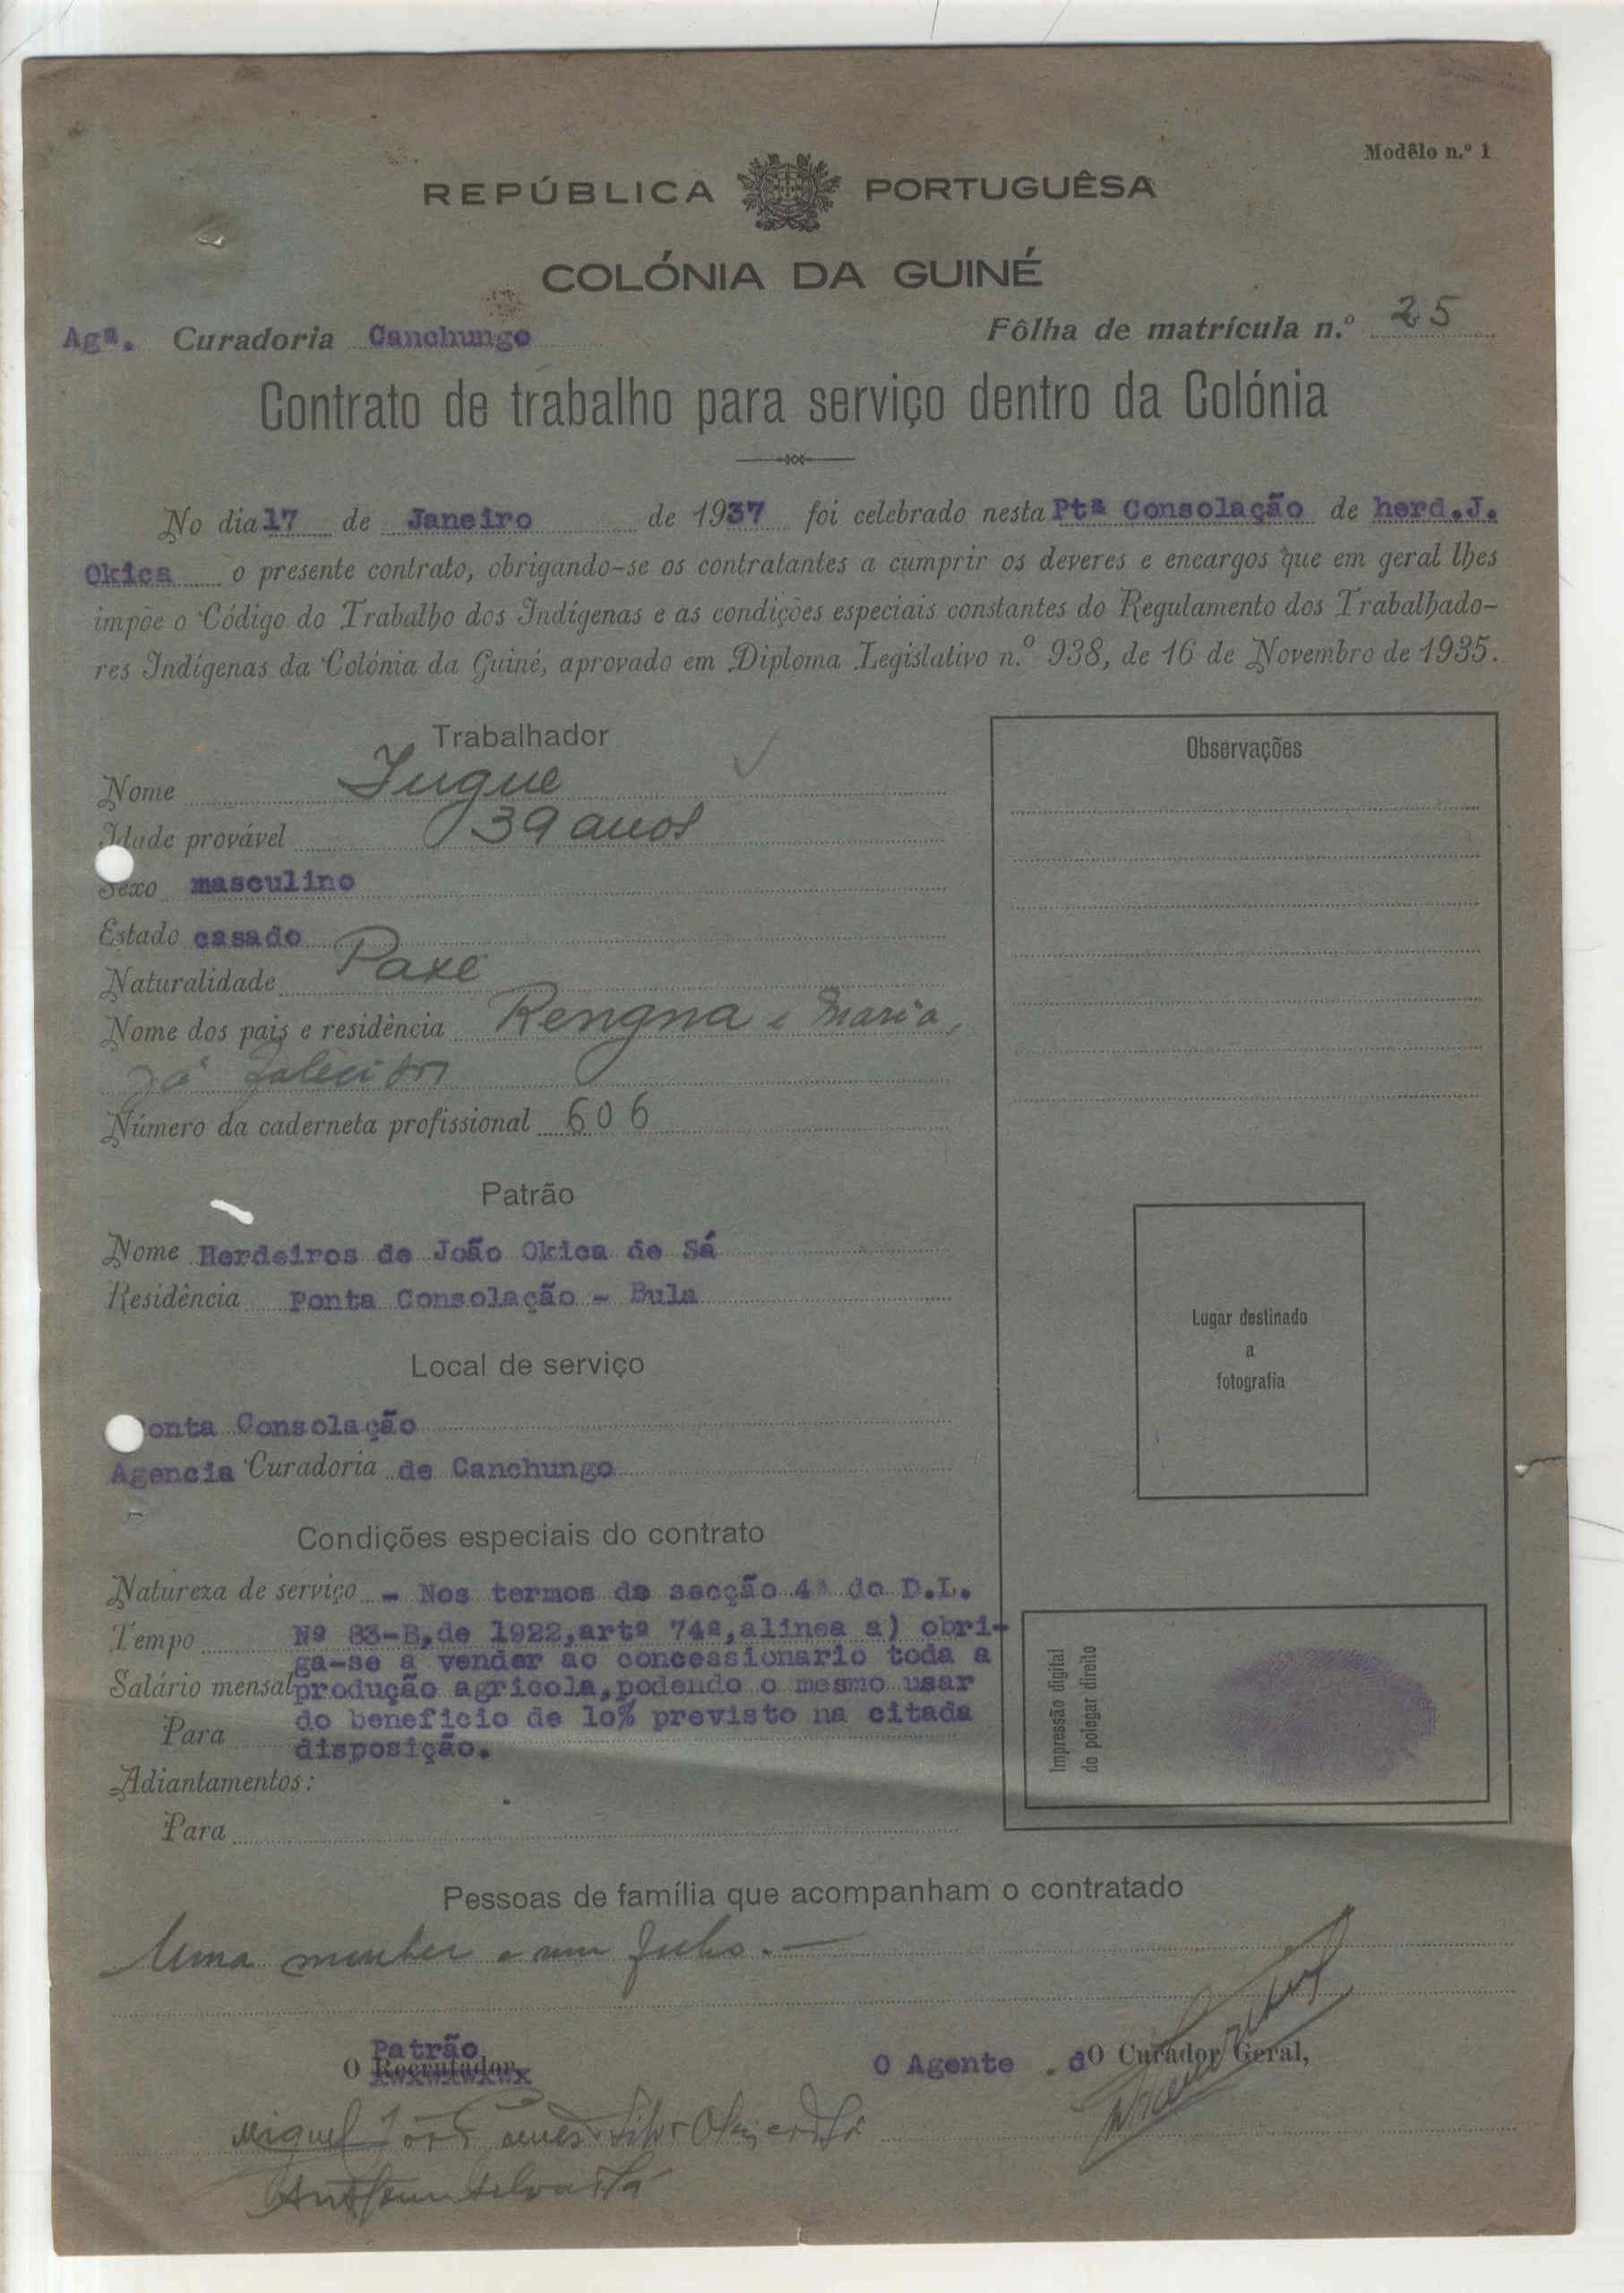 Modêlo n.º 1
REPÚBLICA PORTUGUÊSA
COLÓNIA DA GUINÉ
Agª. Curadoria Canchungo Fôlha de matrícula n.º 25
Contrato de trabalho para serviço dentro da Colónia
No dia 17 de Janeiro de 1937 foi celebrado nesta Ptª Consolação de herd.J.
Okica o presente contrato, obrigando-se os contratantes a cumprir os deveres e encargos que em geral lhes
impõe o Código do Trabalho dos Indígenas e as condições especiais constantes do Regulamento dos Trabalhado-
res Indígenas da Colónia da Guiné, aprovado em Diploma Legislativo n.º 938, de 16 de Novembro de 1935.
Trabalhador
Nome Jugue
Idade provável 39 anos
Sexo masculino
Estado casado
Naturalidade Paxe
Nome dos pais e residência Rengna e Maria,
já falecidos
Número da caderneta profissional 606
Patrão
Nome Herdeiros de João Okica de Sá
Residência Ponta Consolação - Bula
Local de serviço
Ponta Consolação
Agencia Curadoria de Canchungo
Condições especiais do contrato
Natureza de serviço - Nos termos da secção 4ª do D.L.
Tempo Nº 83-B,de 1922,artº 74º,alinea a) obri-
ga-se a vender ao concessionario toda a
Salário mensal produção agricola,podendo o mesmo usar
do beneficio de 10% previsto na citada
Para disposição.
Adiantamentos:
Para
Observações
Lugar destinado
a
fotografia
Impressão digital
do polegar direito
Pessoas de família que acompanham o contratado
Uma mulher e um filho.—
Patrão
O Recrutador, O Agente do Curador Geral,
Miguel